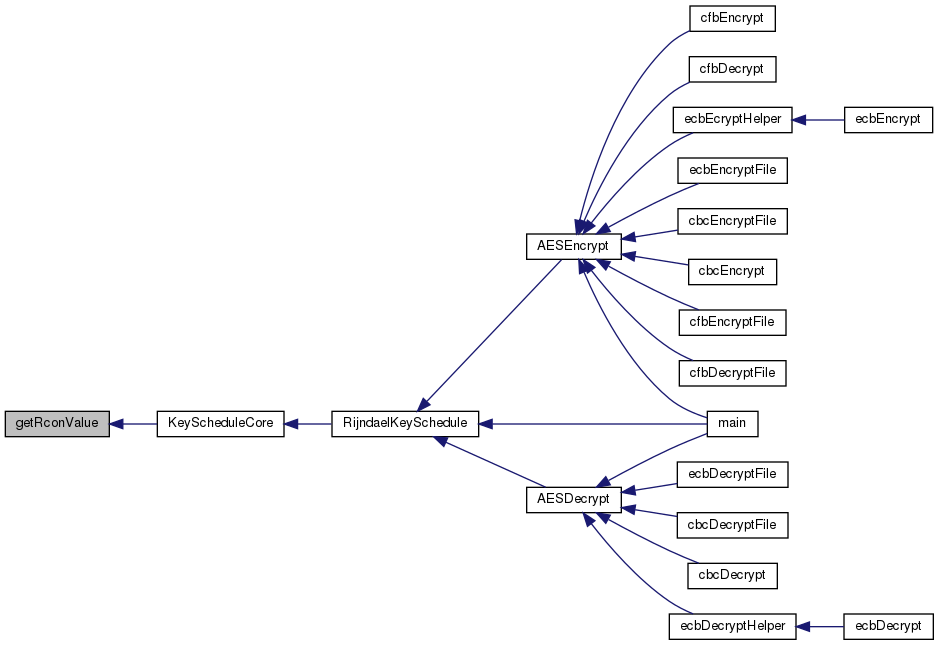 cfbEncrypt
cfbDecrypt
ecbEcryptHelper
ecbEncrypt
ecbEncryptFile
cbcEncryptFile
AESEncrypt
cbcEncrypt
cfbEncryptFile
cfbDecryptFile
getRconValue
KeyScheduleCore
RijndaelKeySchedule
main
ecbDecryptFile
AESDecrypt
cbcDecryptFile
cbcDecrypt
ecbDecryptHelper
ecbDecrypt